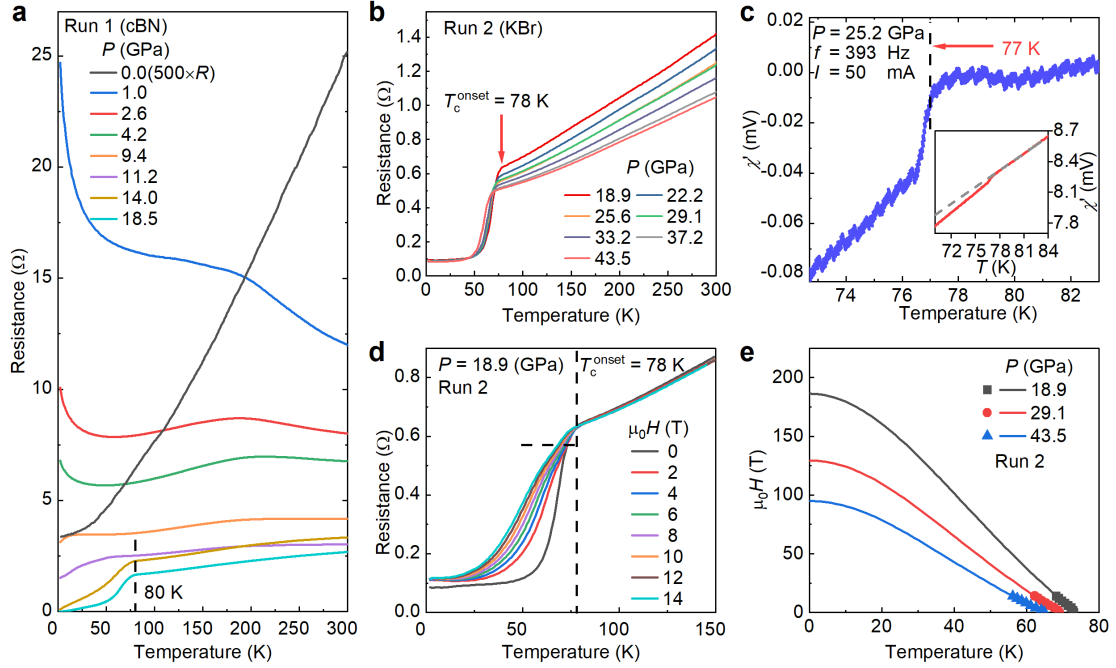 a
Run 1 (cBN)
P (GPa)
0.0(500×R)
1.0
2.6
4.2
9.4
11.2
14.0
18.5
80 K
25
20
15
10
5
0
Resistance (Ω)
0 50 100 150 200 250 300
Temperature (K)
b
Run 2 (KBr)
T_c^onset = 78 K
P (GPa)
18.9 22.2
25.6 29.1
33.2 37.2
43.5
1.6
1.4
1.2
1.0
0.8
0.6
0.4
0.2
0.0
Resistance (Ω)
0 50 100 150 200 250 300
Temperature (K)
c
P = 25.2 GPa
f = 393 Hz
I = 50 mA
77 K
0.02
0.00
-0.02
-0.04
-0.06
-0.08
χ' (mV)
74 76 78 80 82
Temperature (K)
8.7
8.4
8.1
7.8
χ' (mV)
72 75 78 81 84
T (K)
d
P = 18.9 (GPa)
Run 2
T_c^onset = 78 K
μ₀H (T)
0
2
4
6
8
10
12
14
0.8
0.6
0.4
0.2
0.0
Resistance (Ω)
0 50 100 150
Temperature (K)
e
P (GPa)
18.9
29.1
43.5
Run 2
200
175
150
125
100
75
50
25
0
μ₀H (T)
0 20 40 60 80
Temperature (K)